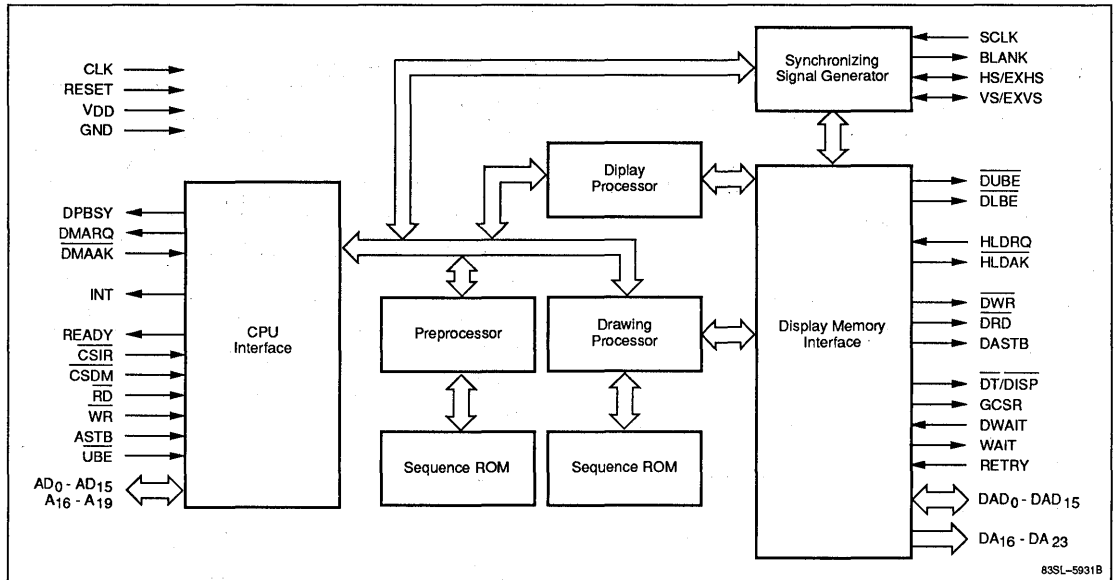 CLK
RESET
VDD
GND
DPBSY
DMARQ
DMAAK
INT
READY
CSIR
CSDM
RD
WR
ASTB
UBE
AD0 - AD15
A16 - A19
CPU
Interface
Preprocessor
Sequence ROM
Diplay
Processor
Drawing
Processor
Sequence ROM
Synchronizing
Signal Generator
Display Memory
Interface
SCLK
BLANK
HS/EXHS
VS/EXVS
DUBE
DLBE
HLDRQ
HLDAK
DWR
DRD
DASTB
DT/DISP
GCSR
DWAIT
WAIT
RETRY
DAD0 - DAD15
DA16 - DA23
83SL-5931B